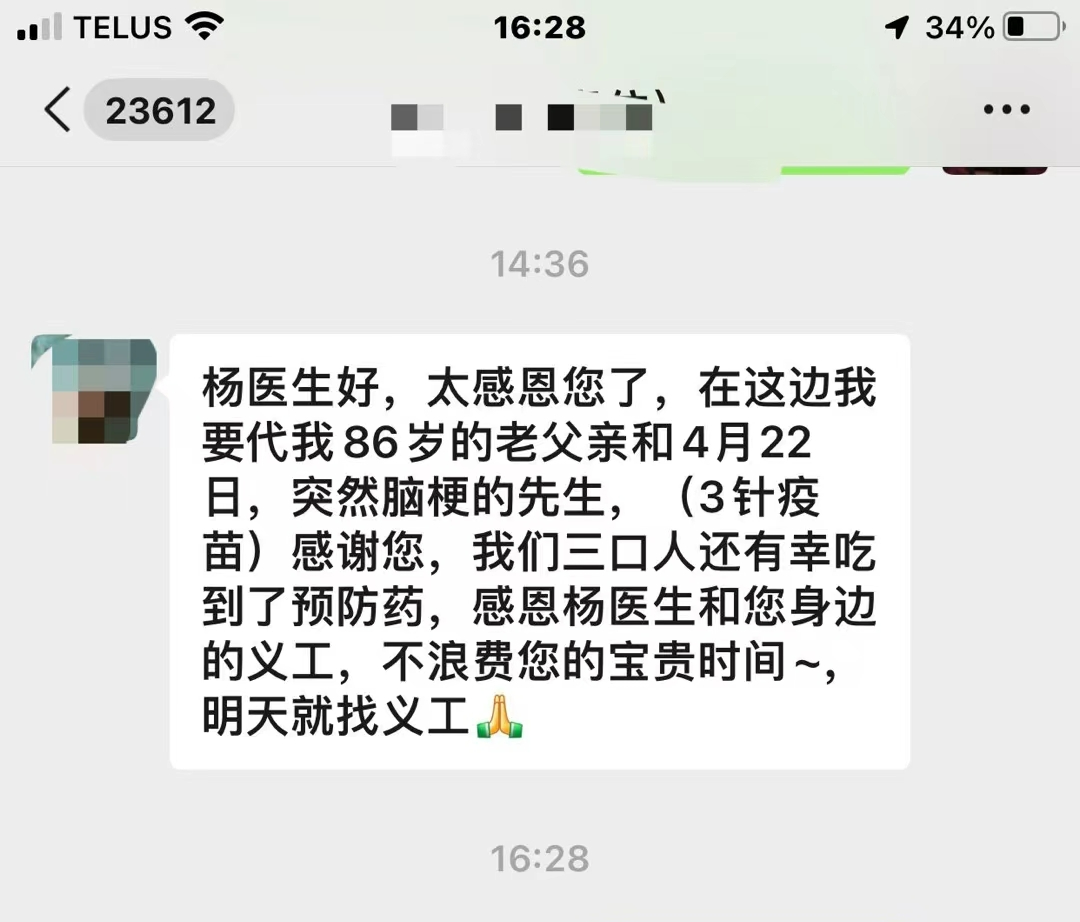 TELUS 16:28 34%
23612
14:36
杨医生好，太感恩您了，在这边我
要代我86岁的老父亲和4月22
日，突然脑梗的先生，（3针疫
苗）感谢您，我们三口人还有幸吃
到了预防药，感恩杨医生和您身边
的义工，不浪费您的宝贵时间~，
明天就找义工🙏
16:28